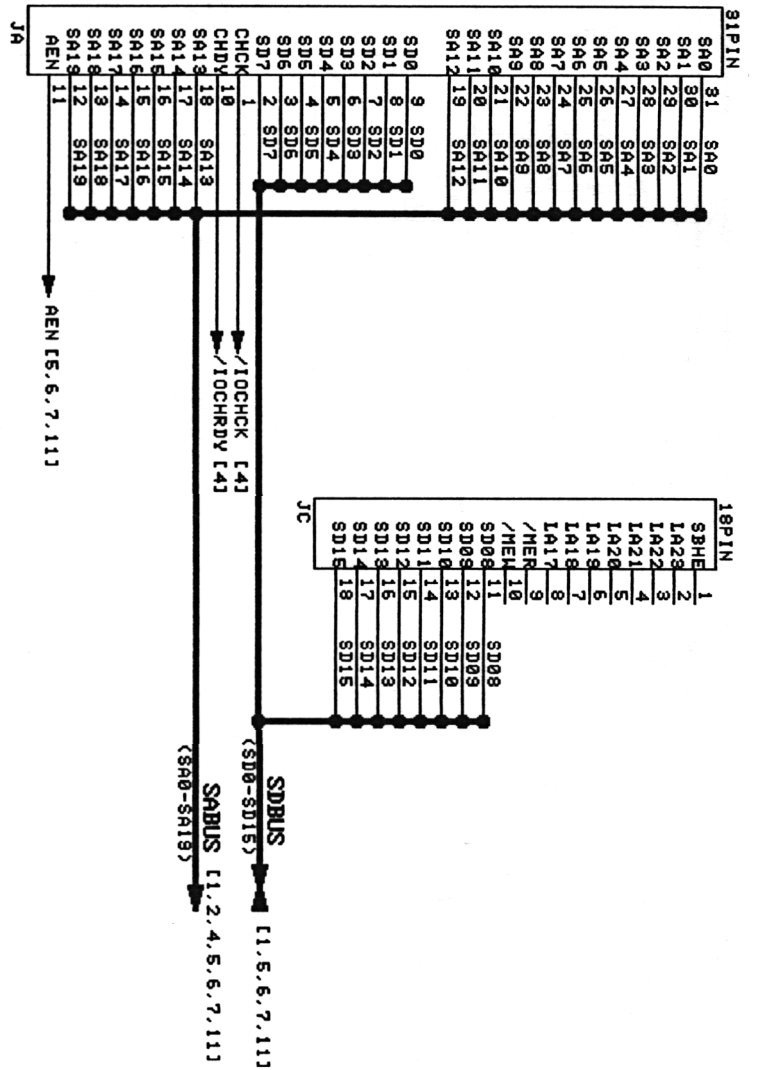 31PIN
SA0 31 SA0
SA1 30 SA1
SA2 29 SA2
SA3 28 SA3
SA4 27 SA4
SA5 26 SA5
SA6 25 SA6
SA7 24 SA7
SA8 23 SA8
SA9 22 SA9
SA10 21 SA10
SA11 20 SA11
SA12 19 SA12
SD0 9 SD0
SD1 8 SD1
SD2 7 SD2
SD3 6 SD3
SD4 5 SD4
SD5 4 SD5
SD6 3 SD6
SD7 2 SD7
CHCK 1 /IOCHCK [4]
CHDY 10 /IOCHRDY [4]
SA13 18 SA13
SA14 17 SA14
SA15 16 SA15
SA16 15 SA16
SA17 14 SA17
SA18 13 SA18
SA19 12 SA19
AEN 11 AEN [5,6,7,11]
JA
18PIN
SBHE 1
LA23 2
LA22 3
LA21 4
LA20 5
LA19 6
LA18 7
LA17 8
/MER 9
/MEW 10
SD08 11 SD08
SD09 12 SD09
SD10 13 SD10
SD11 14 SD11
SD12 15 SD12
SD13 16 SD13
SD14 17 SD14
SD15 18 SD15
JC
SDBUS
(SD0-SD15)
[1,5,6,7,11]
SABUS
(SA0-SA19)
[1,2,4,5,6,7,11]